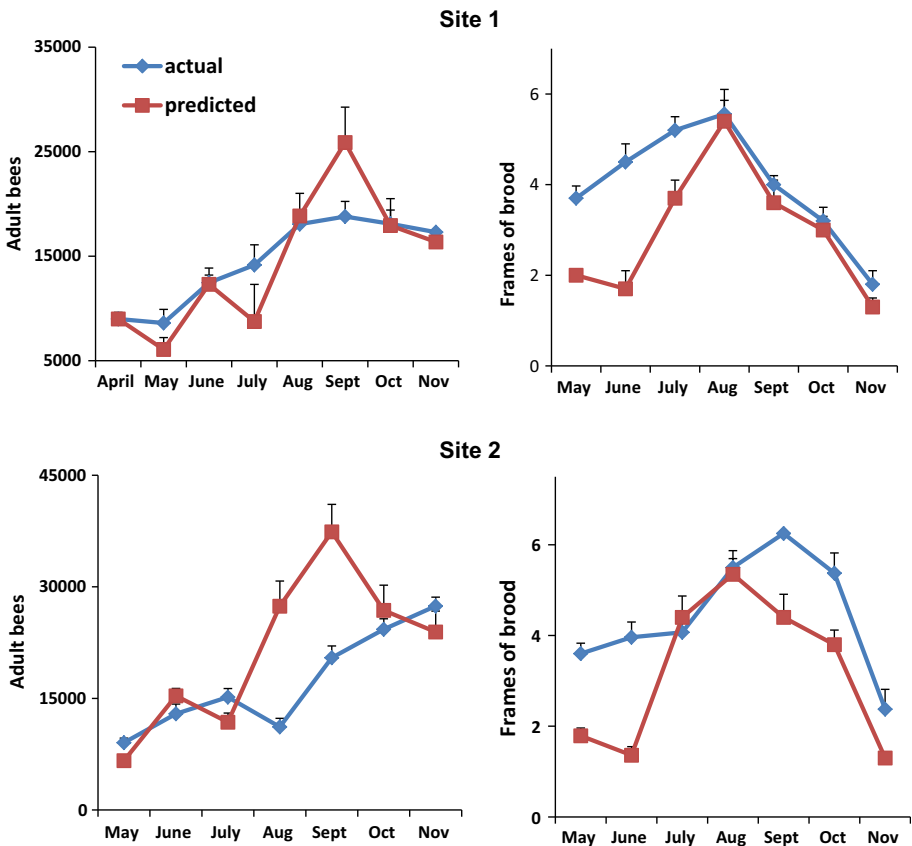 Site 1
35000
25000
15000
5000
Adult bees
actual
predicted
April May June July Aug Sept Oct Nov
6
4
2
0
Frames of brood
May June July Aug Sept Oct Nov
Site 2
45000
30000
15000
0
Adult bees
May June July Aug Sept Oct Nov
6
4
2
0
Frames of brood
May June July Aug Sept Oct Nov